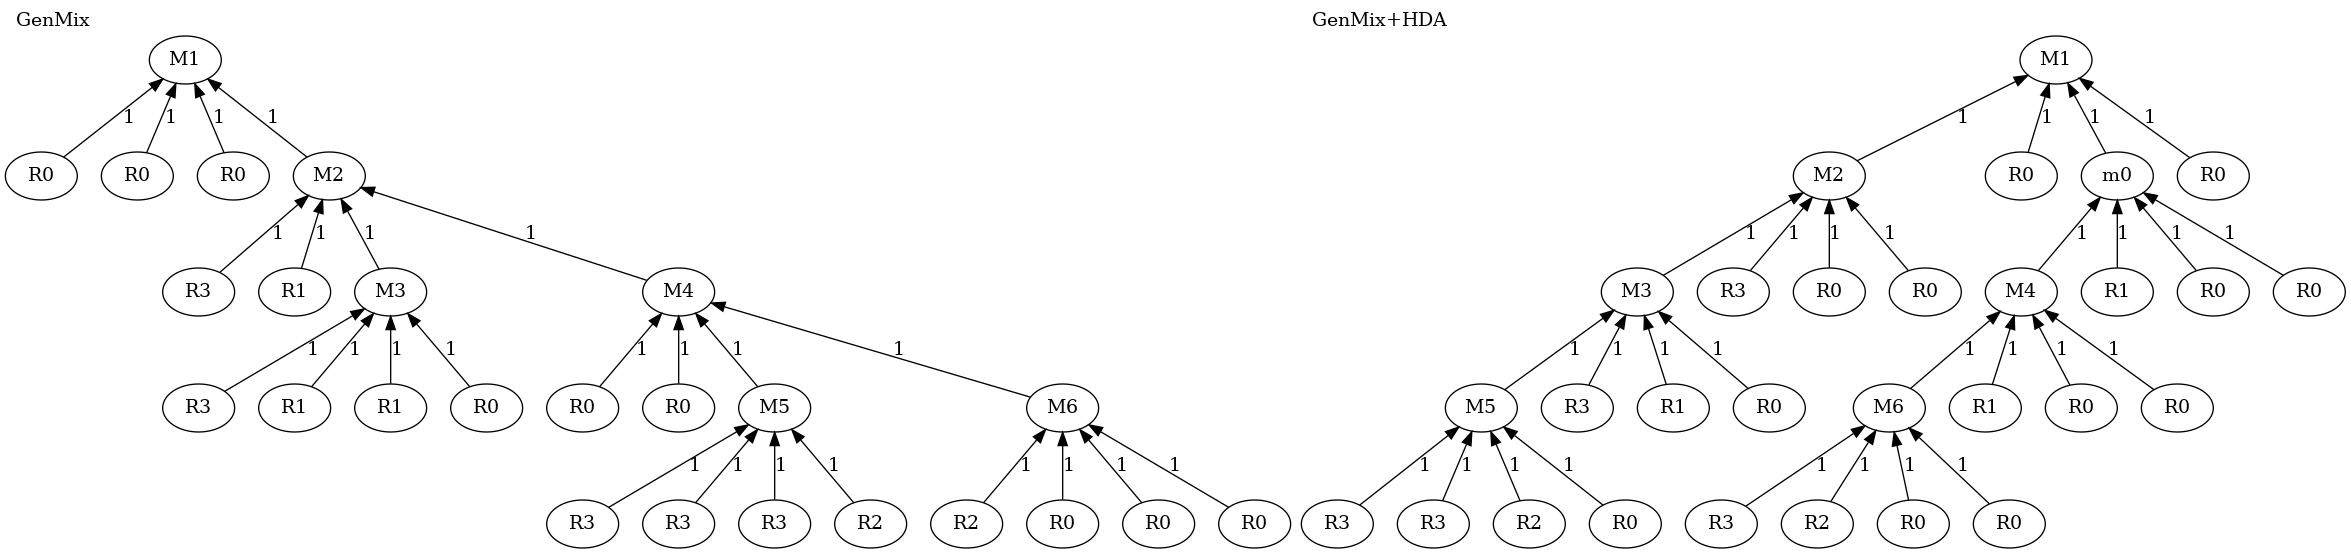 GenMix GenMix+HDA
M1 M1
1 1 1 1 1 1 1 1
R0 R0 R0 M2 M2 R0 m0 R0
1 1 1 1 1 1 1 1 1 1 1 1
R3 R1 M3 M4 M3 R3 R0 R0 M4 R1 R0 R0
1 1 1 1 1 1 1 1 1 1 1 1 1 1 1 1
R3 R1 R1 R0 R0 R0 M5 M6 M5 R3 R1 R0 M6 R1 R0 R0
1 1 1 1 1 1 1 1 1 1 1 1 1 1 1 1
R3 R3 R3 R2 R2 R0 R0 R0 R3 R3 R2 R0 R3 R2 R0 R0